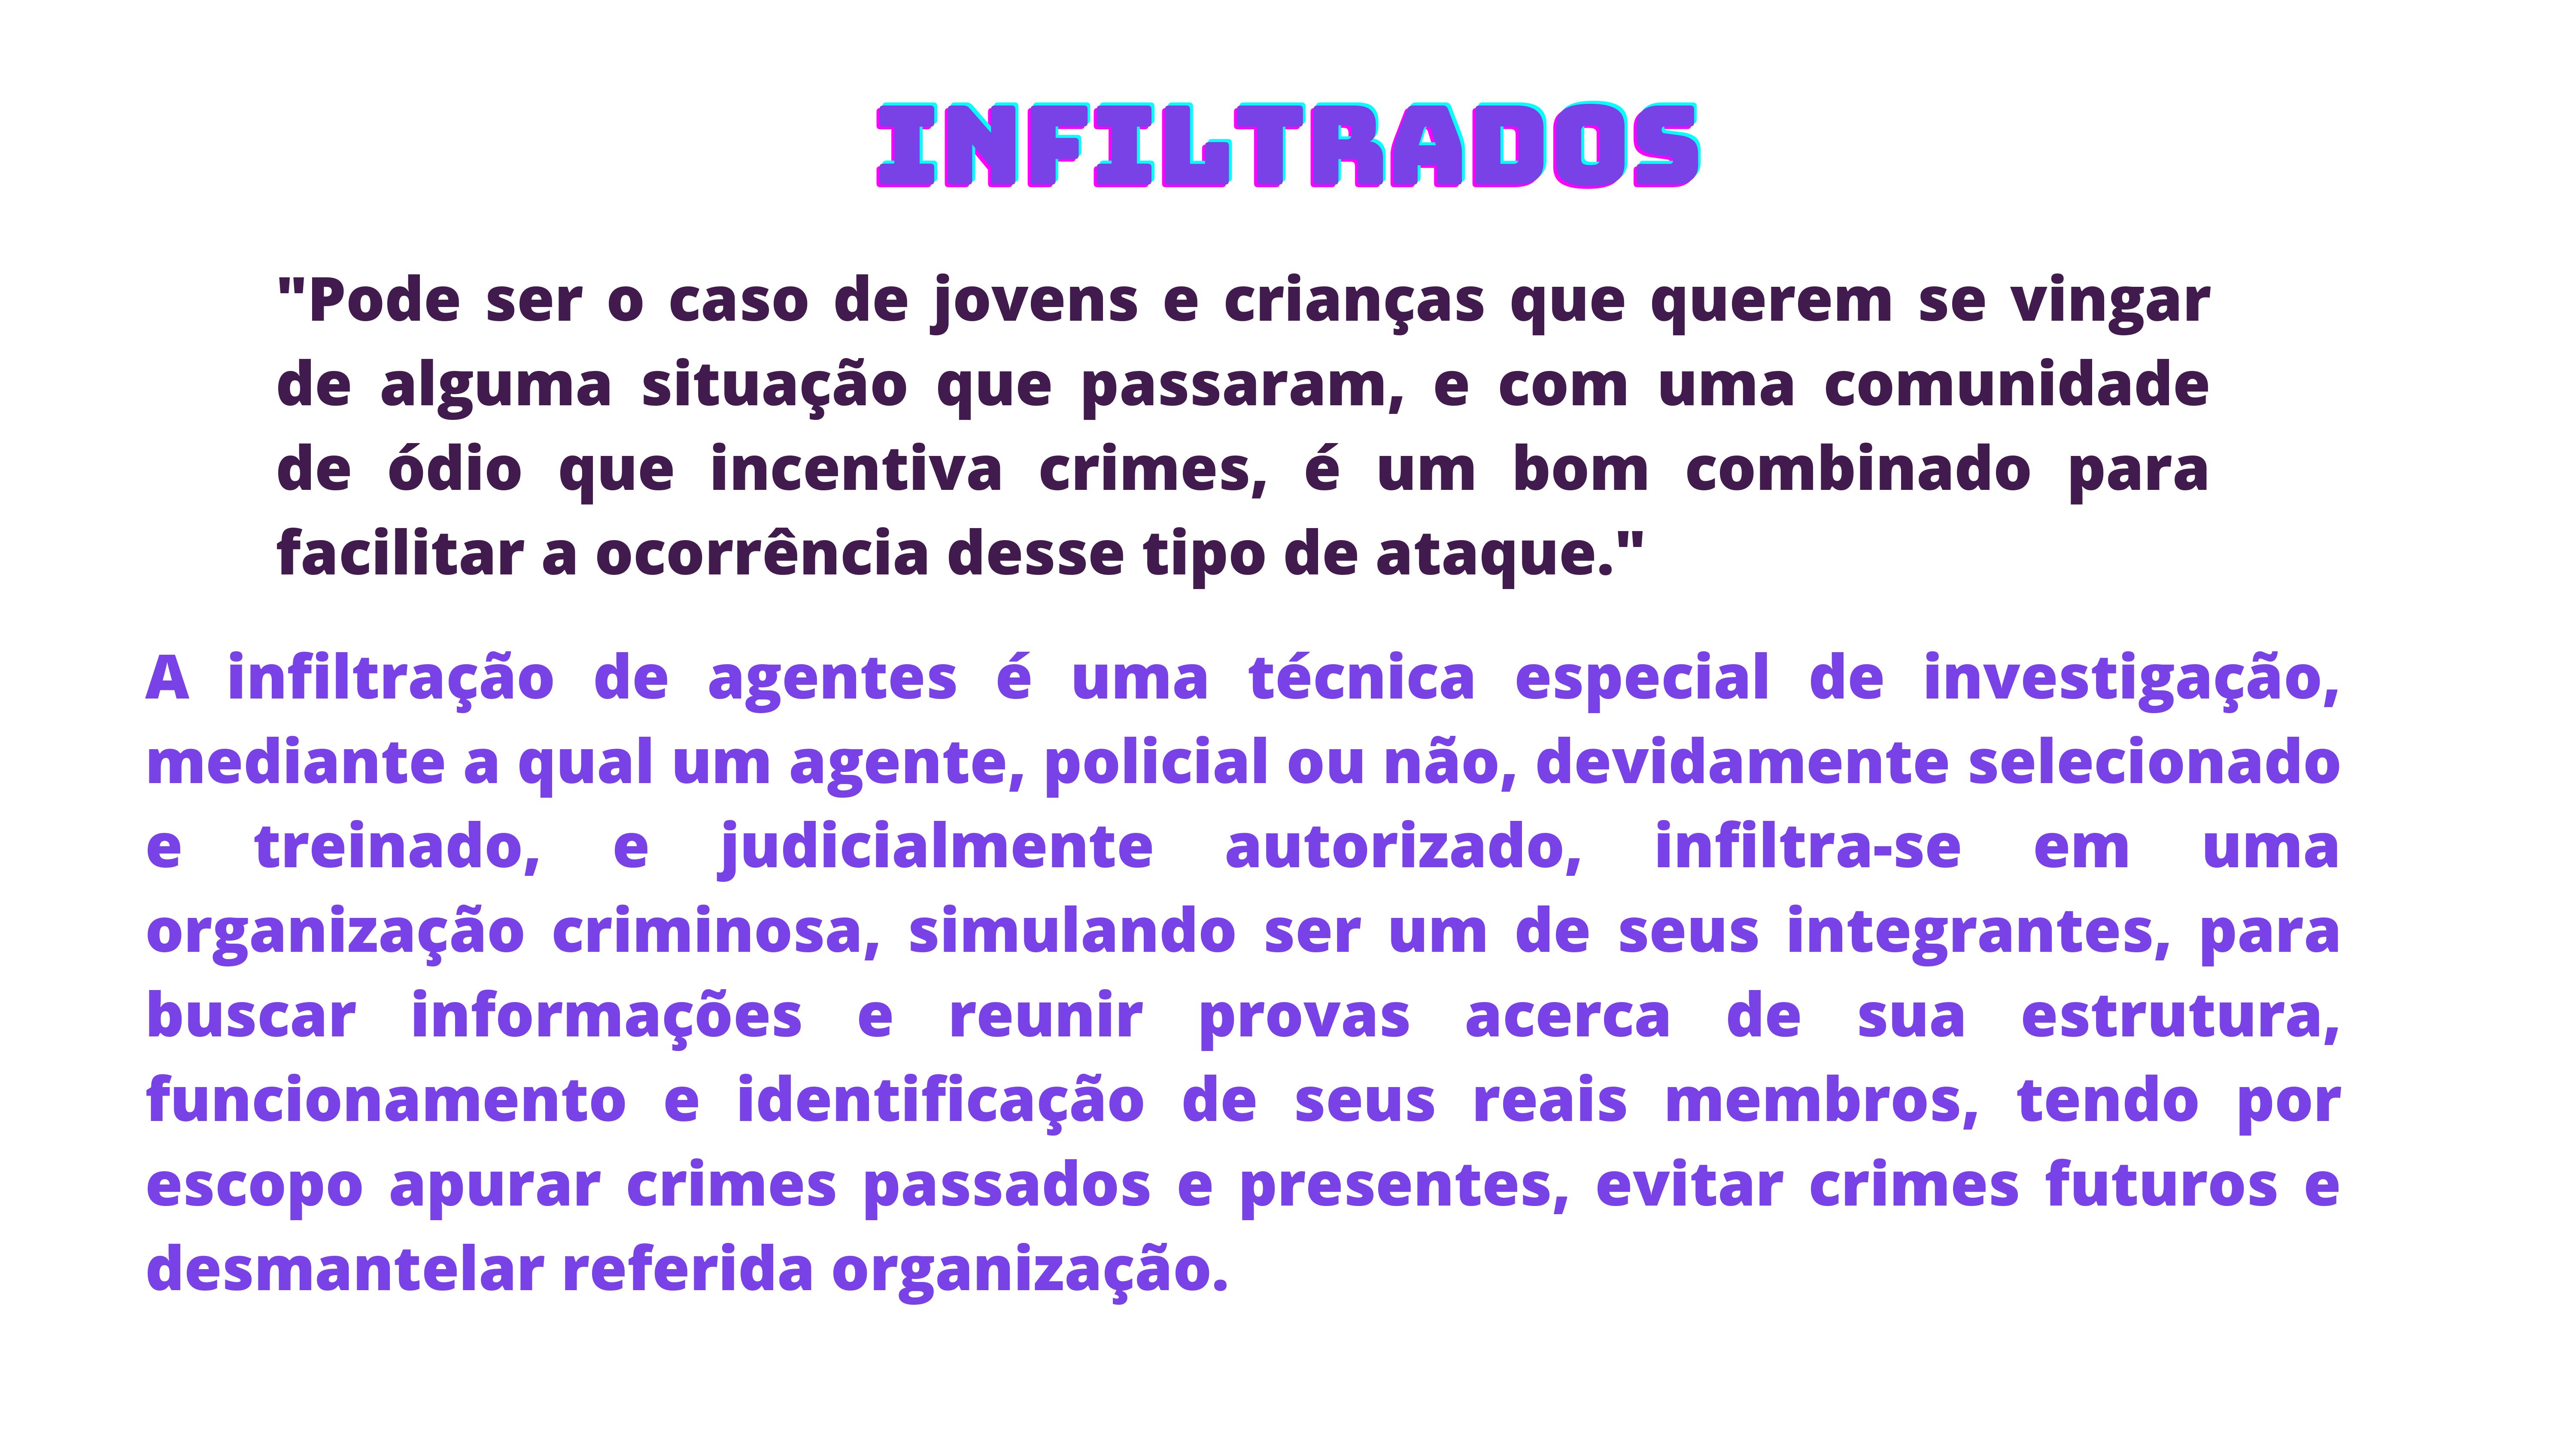 INFILTRADOS
"Pode ser o caso de jovens e crianças que querem se vingar
de alguma situação que passaram, e com uma comunidade
de ódio que incentiva crimes, é um bom combinado para
facilitar a ocorrência desse tipo de ataque."
A infiltração de agentes é uma técnica especial de investigação,
mediante a qual um agente, policial ou não, devidamente selecionado
e treinado, e judicialmente autorizado, infiltra-se em uma
organização criminosa, simulando ser um de seus integrantes, para
buscar informações e reunir provas acerca de sua estrutura,
funcionamento e identificação de seus reais membros, tendo por
escopo apurar crimes passados e presentes, evitar crimes futuros e
desmantelar referida organização.